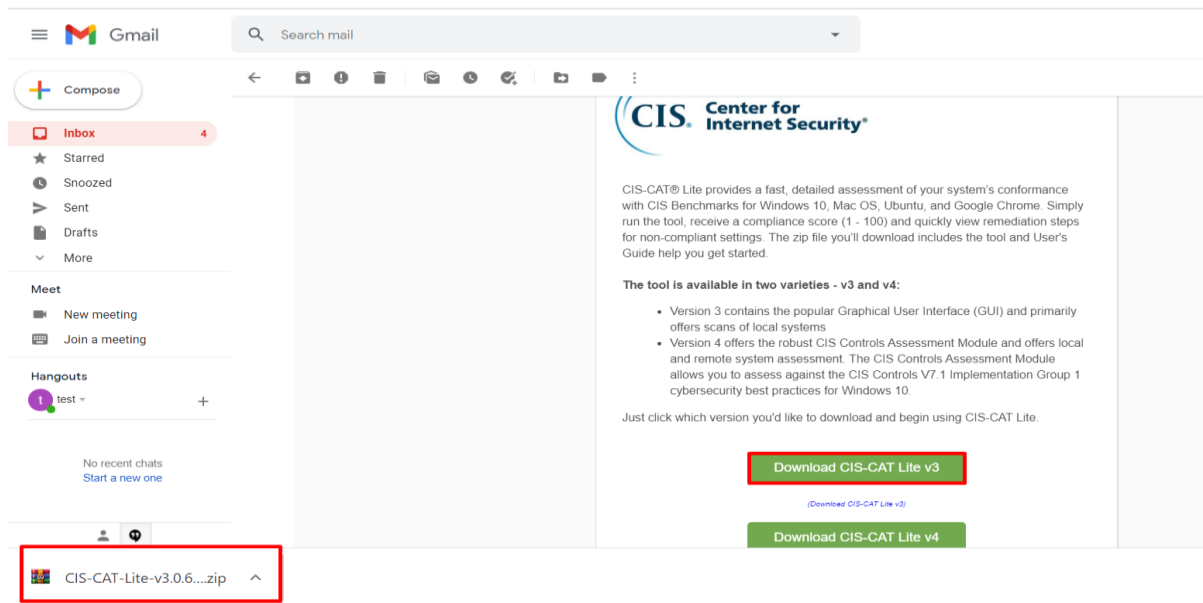 Gmail
Search mail
Compose
Inbox 4
Starred
Snoozed
Sent
Drafts
More
Meet
New meeting
Join a meeting
Hangouts
t test
No recent chats
Start a new one
CIS. Center for
Internet Security®
CIS-CAT® Lite provides a fast, detailed assessment of your system's conformance
with CIS Benchmarks for Windows 10, Mac OS, Ubuntu, and Google Chrome. Simply
run the tool, receive a compliance score (1 - 100) and quickly view remediation steps
for non-compliant settings. The zip file you'll download includes the tool and User's
Guide help you get started.
The tool is available in two varieties - v3 and v4:
• Version 3 contains the popular Graphical User Interface (GUI) and primarily
offers scans of local systems
• Version 4 offers the robust CIS Controls Assessment Module and offers local
and remote system assessment. The CIS Controls Assessment Module
allows you to assess against the CIS Controls V7.1 Implementation Group 1
cybersecurity best practices for Windows 10.
Just click which version you'd like to download and begin using CIS-CAT Lite.
Download CIS-CAT Lite v3
(Download CIS-CAT Lite v3)
Download CIS-CAT Lite v4
CIS-CAT-Lite-v3.0.6....zip